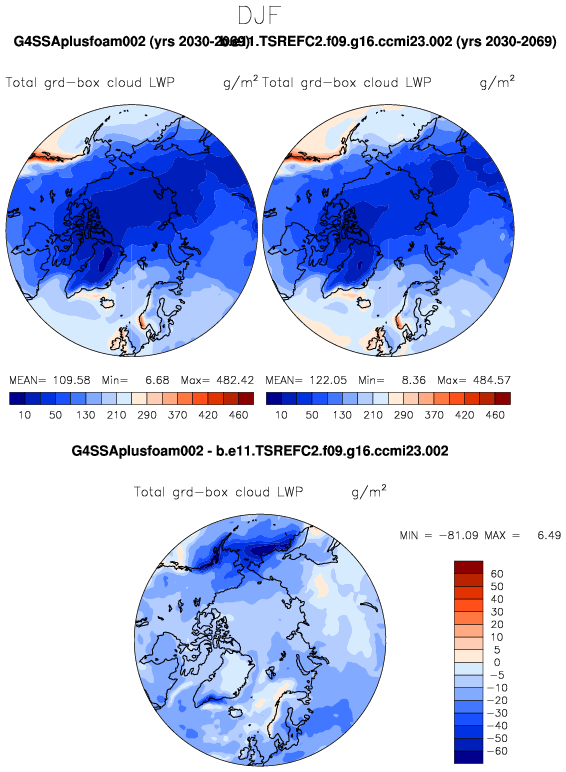 DJF
G4SSAplusfoam002 (yrs 2030-2069) b.e11.TSREFC2.f09.g16.ccmi23.002 (yrs 2030-2069)
Total grd-box cloud LWP g/m² Total grd-box cloud LWP g/m²
MEAN= 109.58 Min= 6.68 Max= 482.42 MEAN= 122.05 Min= 8.36 Max= 484.57
10 50 130 210 290 370 420 460 10 50 130 210 290 370 420 460
G4SSAplusfoam002 - b.e11.TSREFC2.f09.g16.ccmi23.002
Total grd-box cloud LWP g/m²
MIN = -81.09 MAX = 6.49
60
50
40
30
20
10
5
0
-5
-10
-20
-30
-40
-50
-60